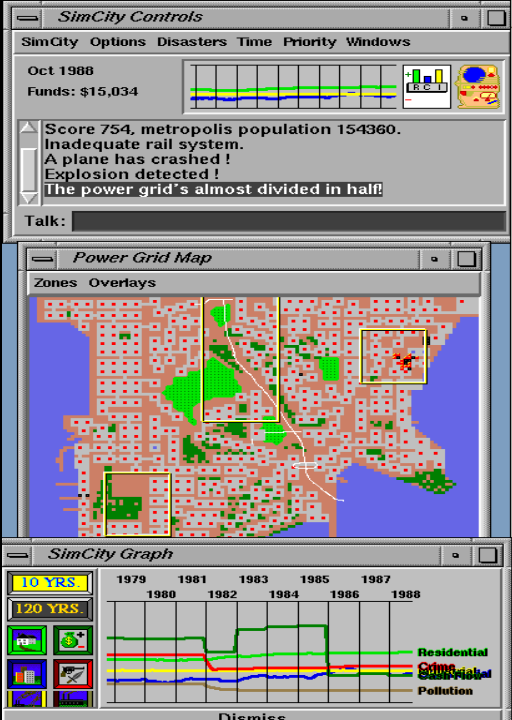 SimCity Controls
SimCity Options Disasters Time Priority Windows
Oct 1988
Funds: $15,034
R C I
Score 754, metropolis population 154360.
Inadequate rail system.
A plane has crashed !
Explosion detected !
The power grid's almost divided in half!
Talk:
Power Grid Map
Zones Overlays
SimCity Graph
10 YRS.
120 YRS.
1979 1981 1983 1985 1987
1980 1982 1984 1986 1988
Residential
Crime
Cash Flow
Pollution
Dismiss